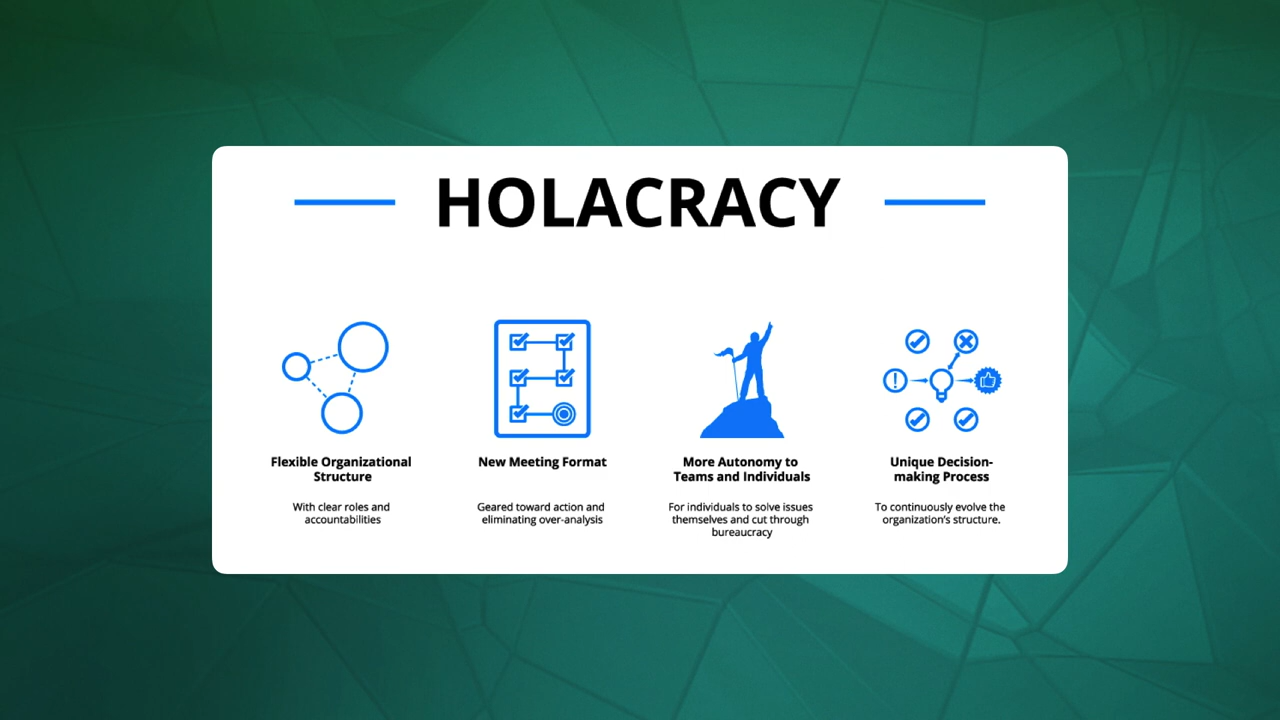 HOLACRACY
Flexible Organizational
Structure
With clear roles and
accountabilities
New Meeting Format
Geared toward action and
eliminating over-analysis
More Autonomy to
Teams and Individuals
For individuals to solve issues
themselves and cut through
bureaucracy
Unique Decision-
making Process
To continuously evolve the
organization's structure.